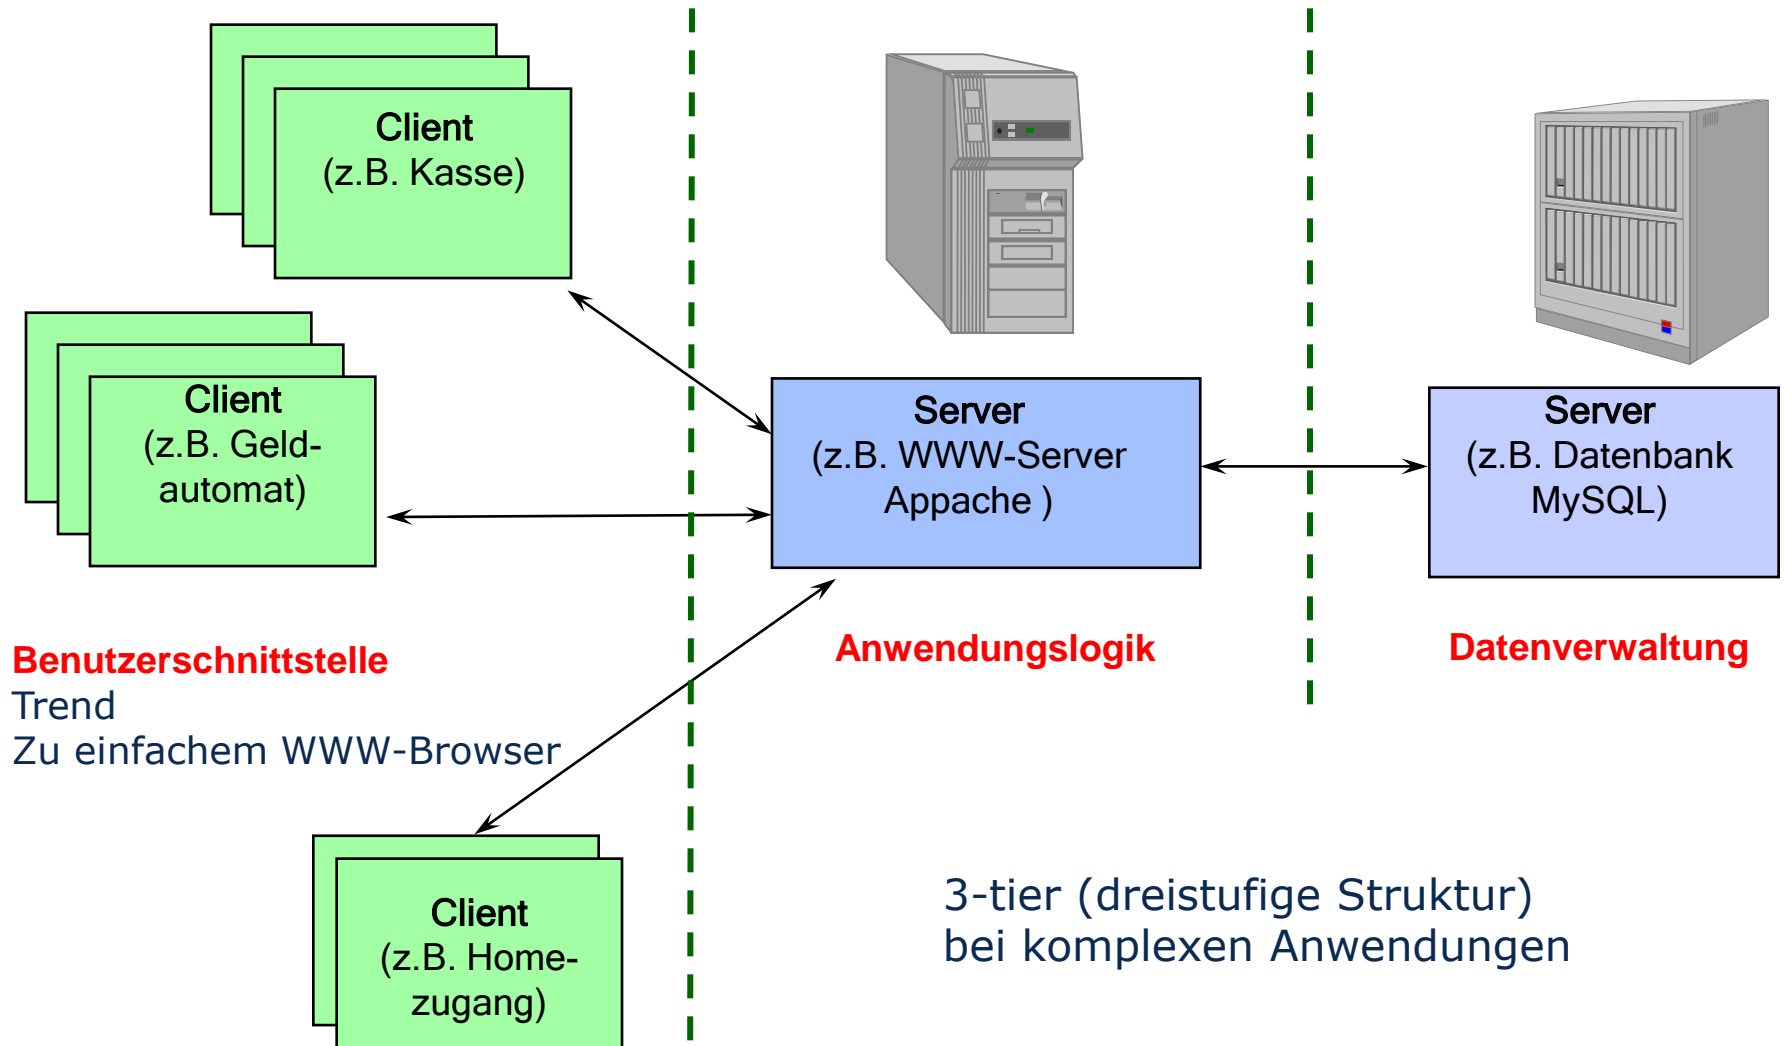 Client
(z.B. Kasse)
Client
(z.B. Geld-
automat)
Server
(z.B. WWW-Server
Appache )
Server
(z.B. Datenbank
MySQL)
Benutzerschnittstelle
Trend
Zu einfachem WWW-Browser
Anwendungslogik
Datenverwaltung
Client
(z.B. Home-
zugang)
3-tier (dreistufige Struktur)
bei komplexen Anwendungen